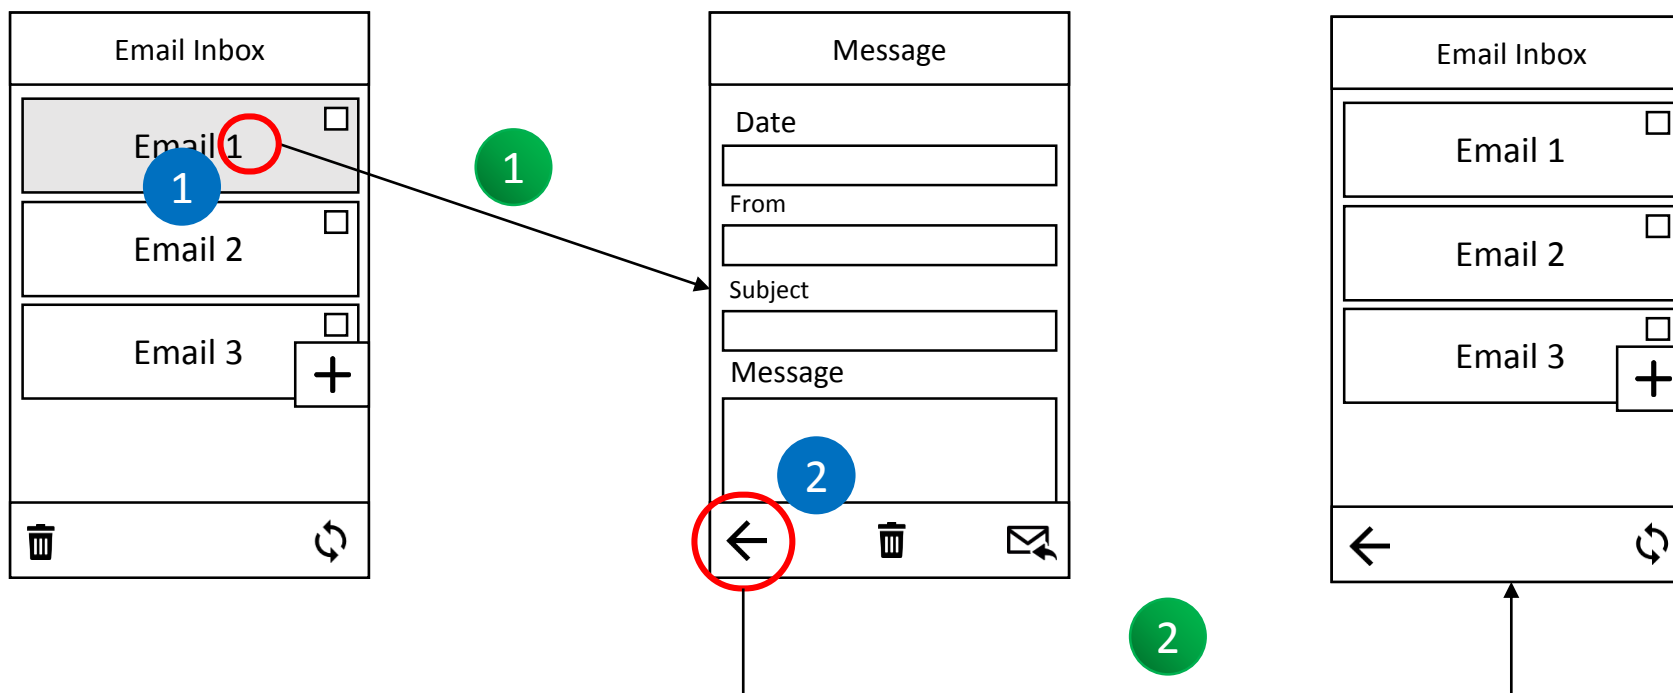 Email Inbox
Email 1
1
Email 2
Email 3
1
Message
Date
From
Subject
Message
2
2
Email Inbox
Email 1
Email 2
Email 3